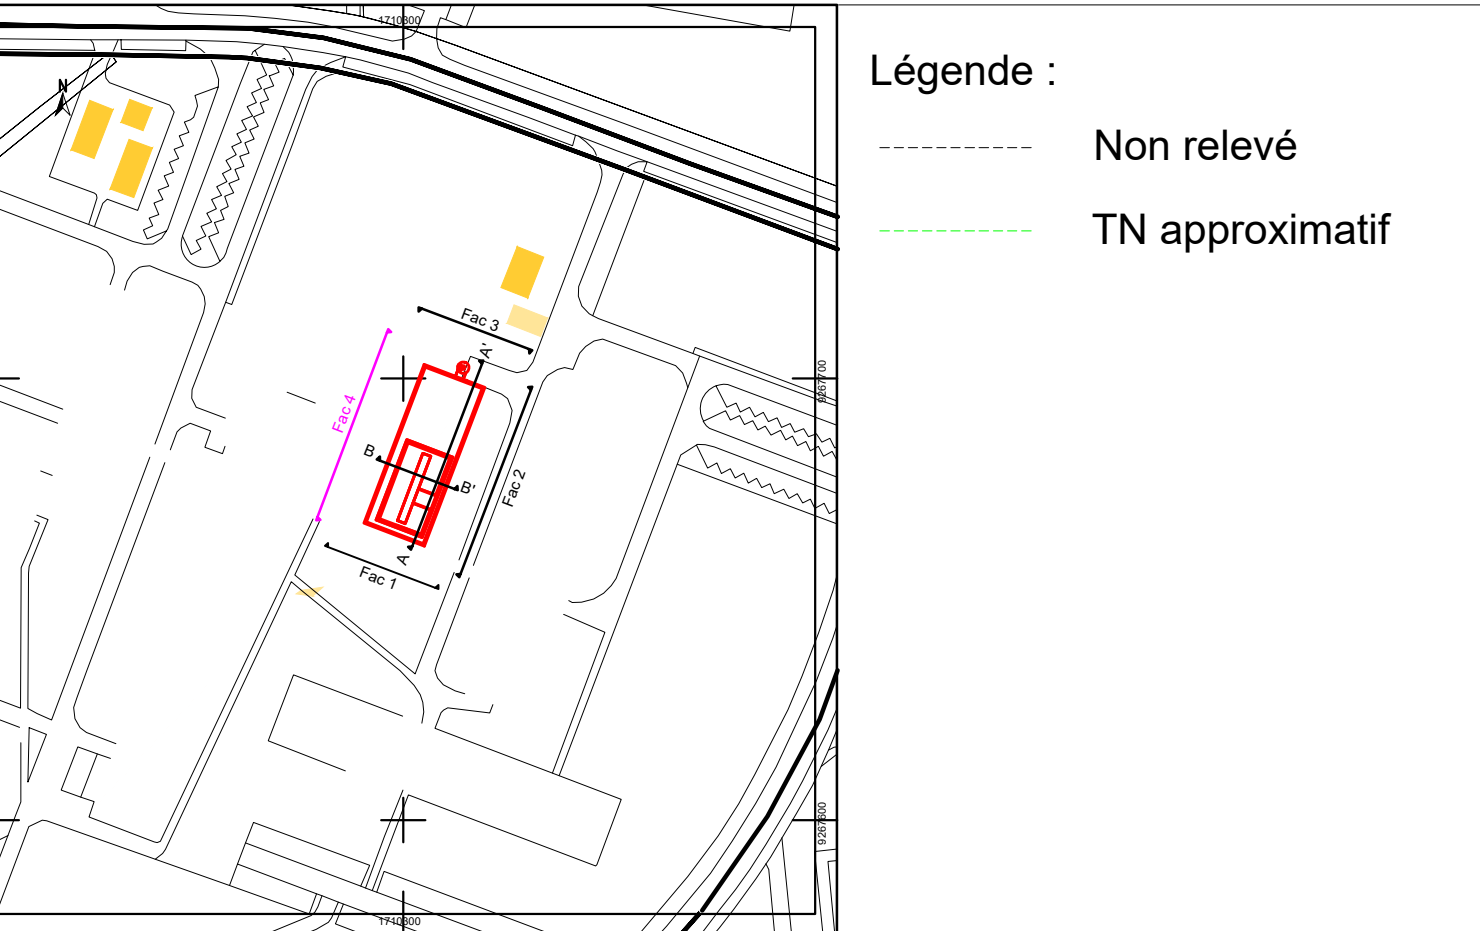 1710800
Légende :
N
Non relevé
TN approximatif
Fac 3
A'
9267700
Fac 4
B
B'
Fac 2
A
Fac 1
9267600
1710800